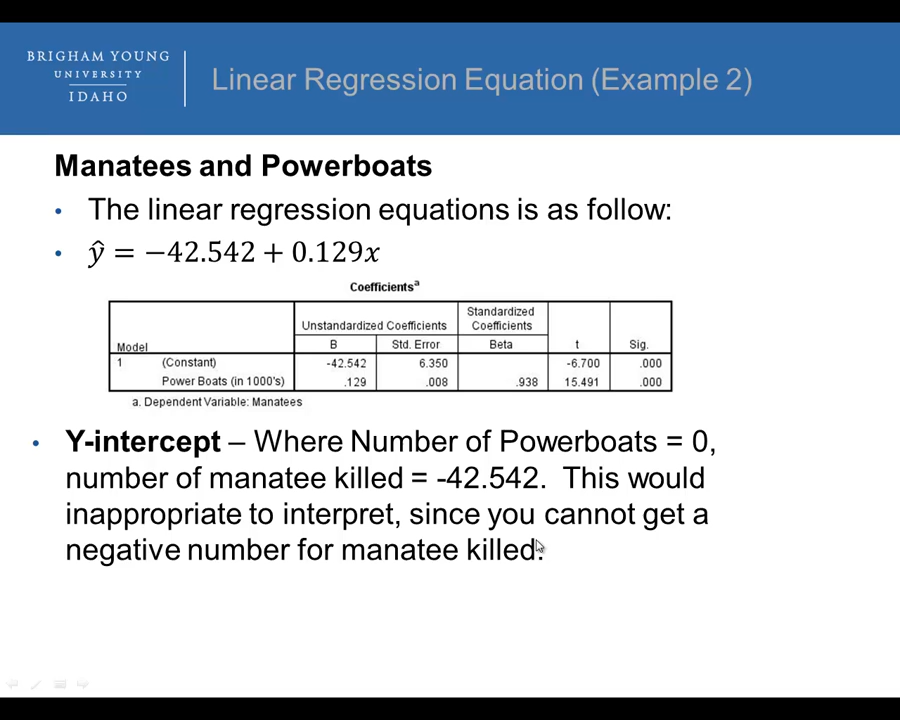 BRIGHAM YOUNG
UNIVERSITY
IDAHO
Linear Regression Equation (Example 2)
Manatees and Powerboats
• The linear regression equations is as follow:
• ŷ = −42.542 + 0.129x
Coefficientsᵃ
Model Unstandardized Coefficients Standardized Coefficients t Sig.
B Std. Error Beta
1 (Constant) -42.542 6.350 -6.700 .000
Power Boats (in 1000's) .129 .008 .938 15.491 .000
a. Dependent Variable: Manatees
• Y-intercept – Where Number of Powerboats = 0,
number of manatee killed = -42.542. This would
inappropriate to interpret, since you cannot get a
negative number for manatee killed.